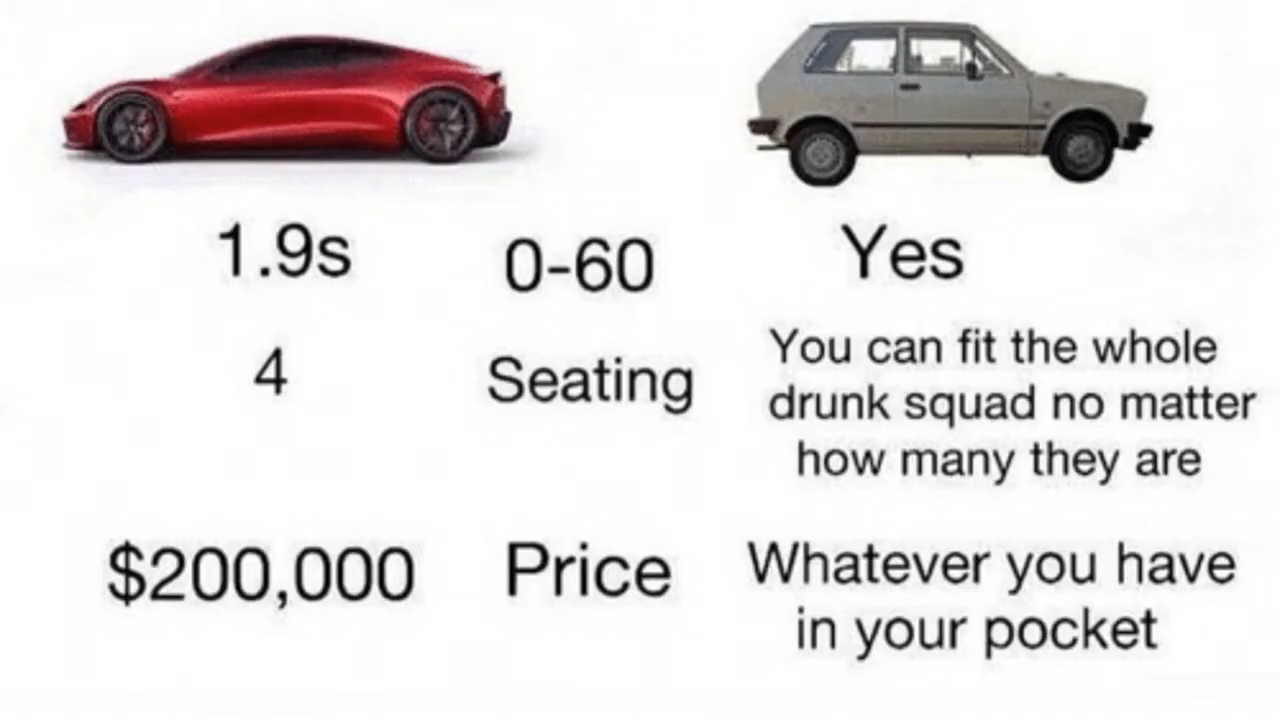 1.9s 0-60 Yes
4 Seating You can fit the whole
drunk squad no matter
how many they are
$200,000 Price Whatever you have
in your pocket